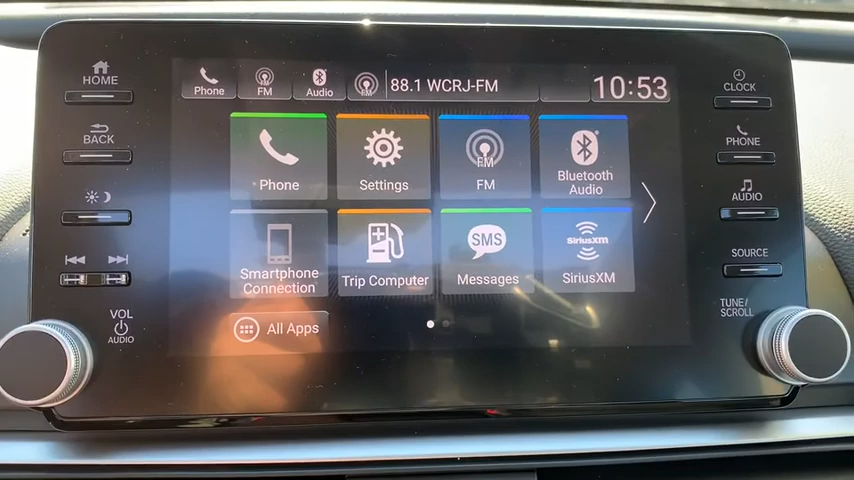 HOME
BACK
VOL
AUDIO
Phone
FM
Audio
FM
88.1 WCRJ-FM
10:53
Phone
Settings
FM
FM
Bluetooth
Audio
Smartphone
Connection
Trip Computer
SMS
Messages
SiriusXM
SiriusXM
All Apps
CLOCK
PHONE
AUDIO
SOURCE
TUNE/
SCROLL